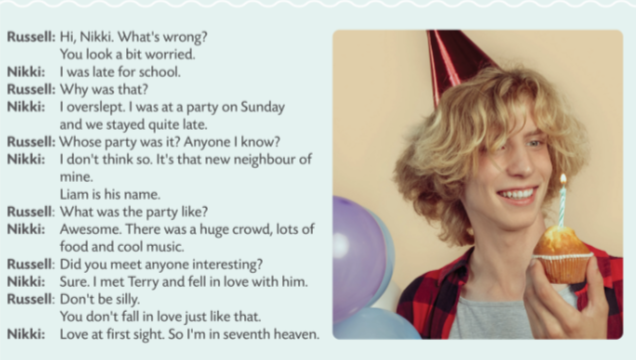 Russell: Hi, Nikki. What's wrong?
You look a bit worried.
Nikki: I was late for school.
Russell: Why was that?
Nikki: I overslept. I was at a party on Sunday
and we stayed quite late.
Russell: Whose party was it? Anyone I know?
Nikki: I don't think so. It's that new neighbour of
mine.
Liam is his name.
Russell: What was the party like?
Nikki: Awesome. There was a huge crowd, lots of
food and cool music.
Russell: Did you meet anyone interesting?
Nikki: Sure. I met Terry and fell in love with him.
Russell: Don't be silly.
You don't fall in love just like that.
Nikki: Love at first sight. So I'm in seventh heaven.